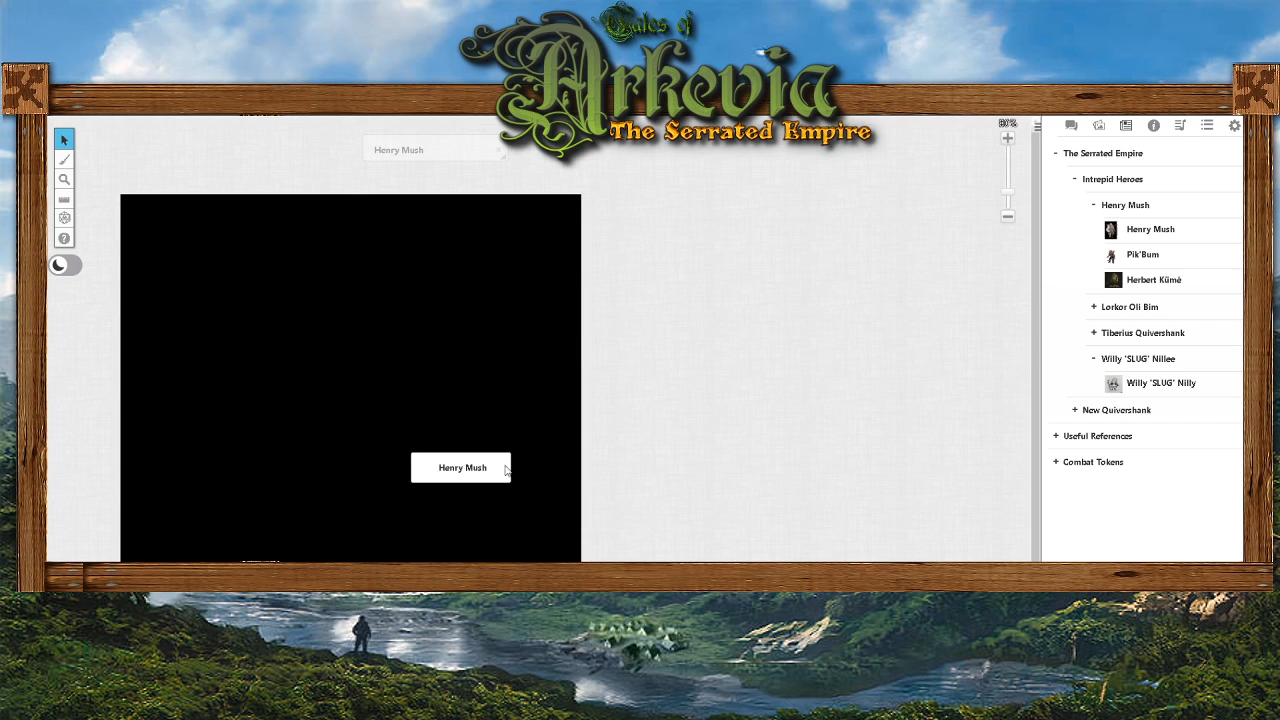 Tales of
Arkevia
The Serrated Empire
Henry Mush
The Serrated Empire
Intrepid Heroes
Henry Mush
Henry Mush
Pik'Bum
Herbert Kümé
Lorkor Oli Bim
Tiberius Quivershank
Willy 'SLUG' Nillee
Willy 'SLUG' Nilly
New Quivershank
Useful References
Combat Tokens
Henry Mush